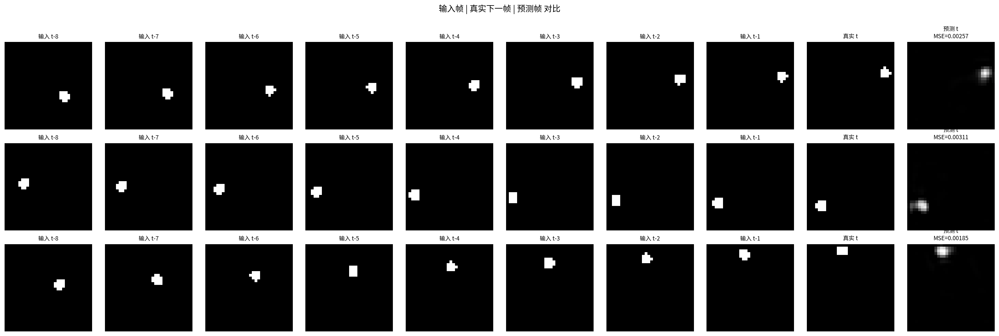 输入帧 | 真实下一帧 | 预测帧 对比
输入 t-8
输入 t-7
输入 t-6
输入 t-5
输入 t-4
输入 t-3
输入 t-2
输入 t-1
真实 t
预测 t
MSE=0.00257
输入 t-8
输入 t-7
输入 t-6
输入 t-5
输入 t-4
输入 t-3
输入 t-2
输入 t-1
真实 t
预测 t
MSE=0.00311
输入 t-8
输入 t-7
输入 t-6
输入 t-5
输入 t-4
输入 t-3
输入 t-2
输入 t-1
真实 t
预测 t
MSE=0.00185